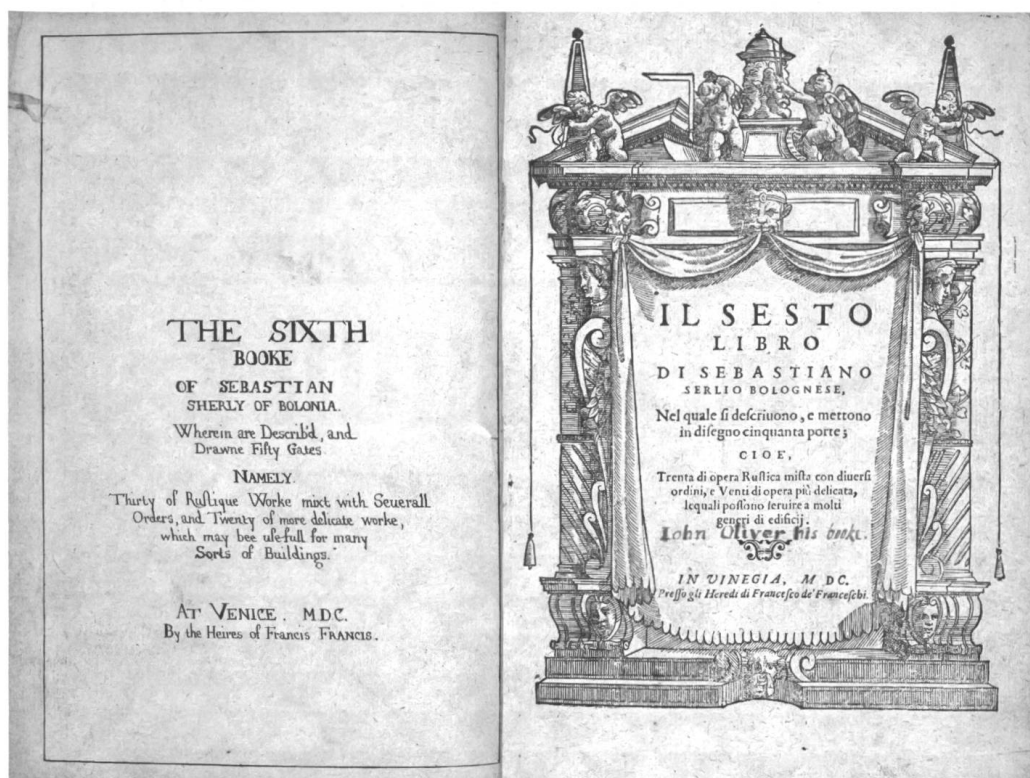 THE SIXTH
BOOKE
OF SEBASTIAN
SHERLY OF BOLONIA.
Wherein are Describ'd, and
Drawne Fifty Gates
NAMELY.
Thirty of Ruſtique Worke mixt with Seuerall
Orders, and Twenty of more delicate worke,
which may bee uſefull for many
Sorts of Buildings.
AT VENICE. MDC.
By the Heires of Francis FRANCIS.
IL SESTO
LIBRO
DI SEBASTIANO
SERLIO BOLOGNESE,
Nel quale ſi deſcriuono, e mettono
in diſegno cinquanta porte;
CIOE,
Trenta di opera Ruſtica miſta con diuerſi
ordini, e Venti di opera più delicata,
lequali poſſono ſeruire a molti
generi di edificij.
Iohn Oliver his booke.
IN VINEGIA, M DC.
Preſſo gli Heredi di Franceſco de' Franceſchi.